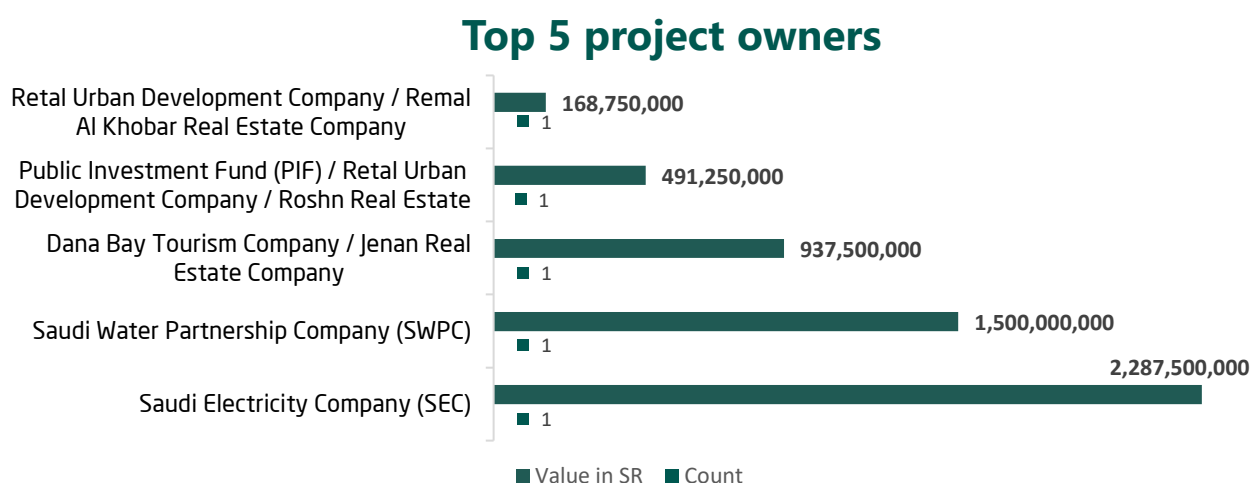 Top 5 project owners
Retal Urban Development Company / Remal
Al Khobar Real Estate Company
168,750,000
1
Public Investment Fund (PIF) / Retal Urban
Development Company / Roshn Real Estate
491,250,000
1
Dana Bay Tourism Company / Jenan Real
Estate Company
937,500,000
1
Saudi Water Partnership Company (SWPC)
1,500,000,000
1
2,287,500,000
Saudi Electricity Company (SEC)
1
Value in SR Count